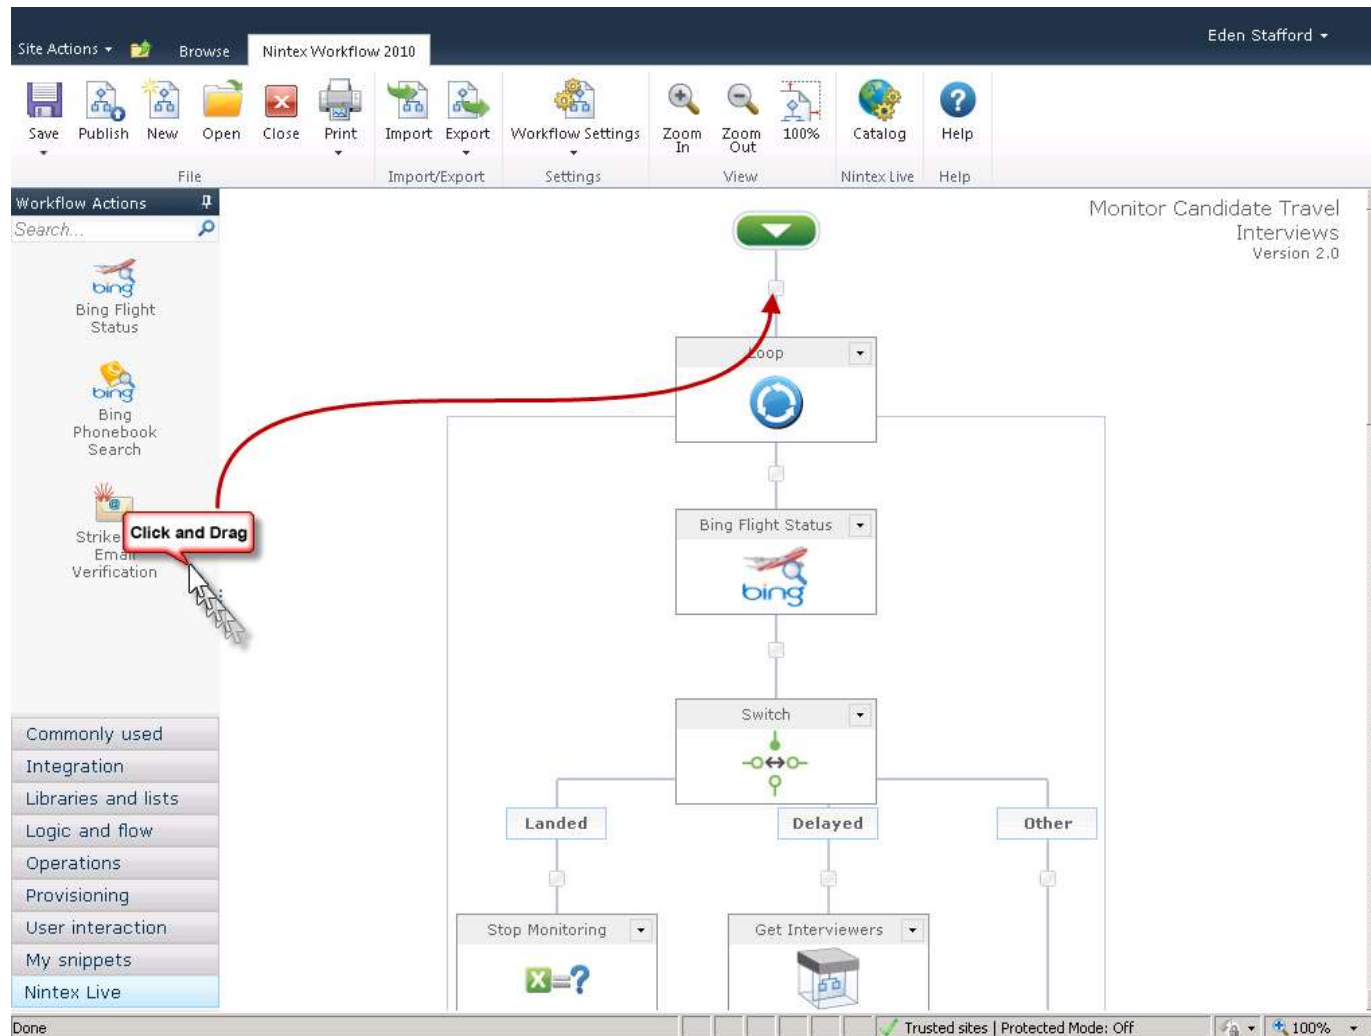 Eden Stafford
Site Actions
Browse
Nintex Workflow 2010
Save
Publish
New
Open
Close
Print
Import
Export
Workflow Settings
Zoom
In
Zoom
Out
100%
Catalog
Help
File
Import/Export
Settings
View
Nintex Live
Help
Workflow Actions
Search...
Monitor Candidate Travel
Interviews
Version 2.0
bing
Bing Flight
Status
bing
Bing
Phonebook
Search
Strike
Email
Verification
Click and Drag
Loop
Bing Flight Status
bing
Switch
Landed
Delayed
Other
Stop Monitoring
Get Interviewers
X=?
Commonly used
Integration
Libraries and lists
Logic and flow
Operations
Provisioning
User interaction
My snippets
Nintex Live
Done
Trusted sites | Protected Mode: Off
100%